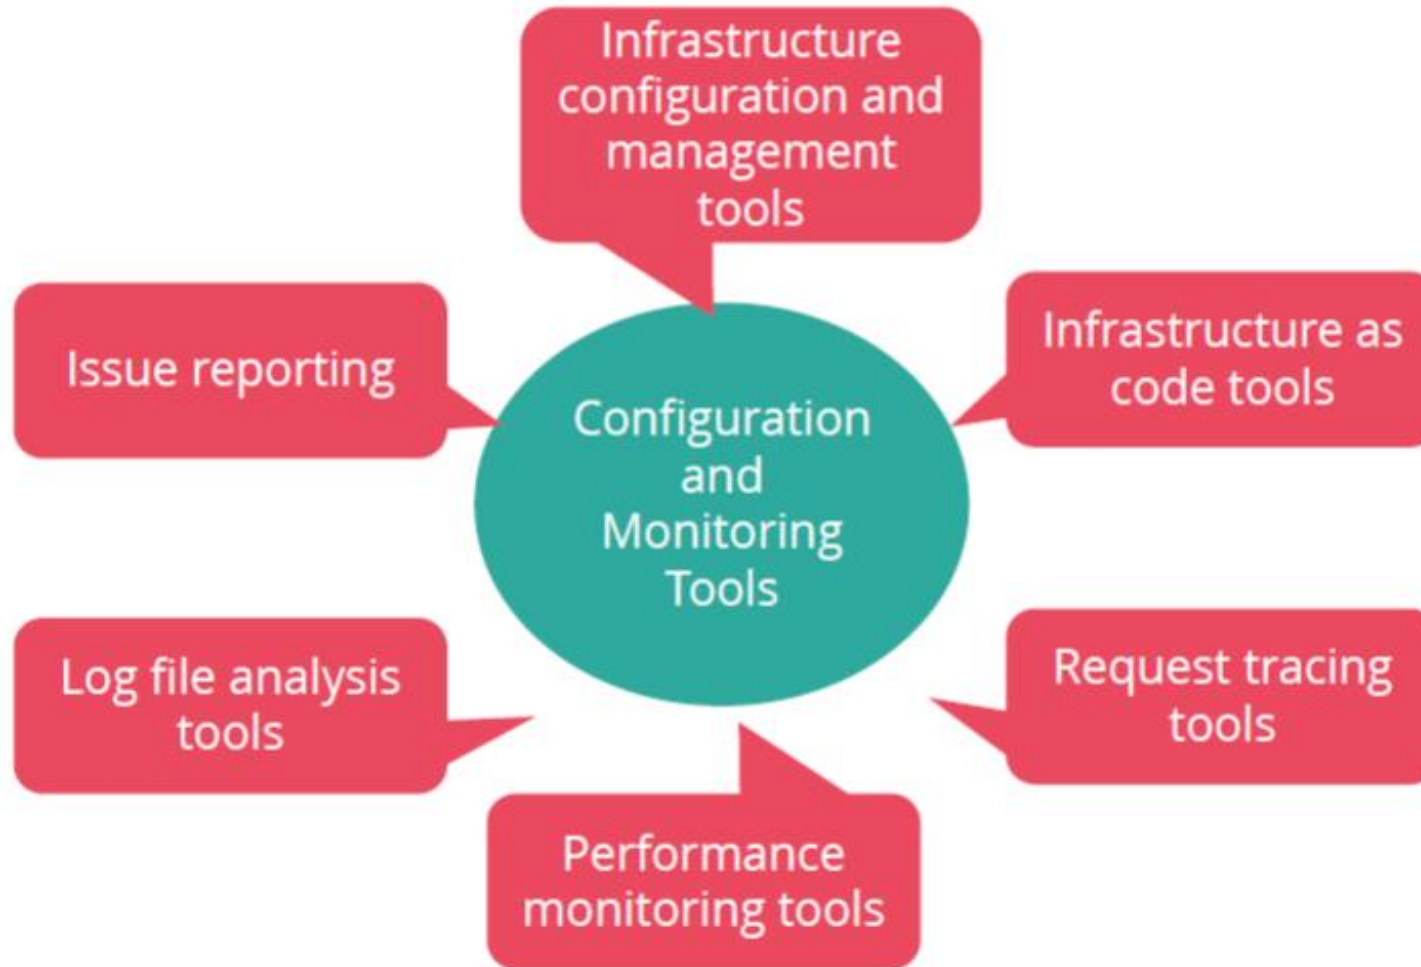 Infrastructure
configuration and
management
tools
Issue reporting
Infrastructure as
code tools
Configuration
and
Monitoring
Tools
Log file analysis
tools
Request tracing
tools
Performance
monitoring tools